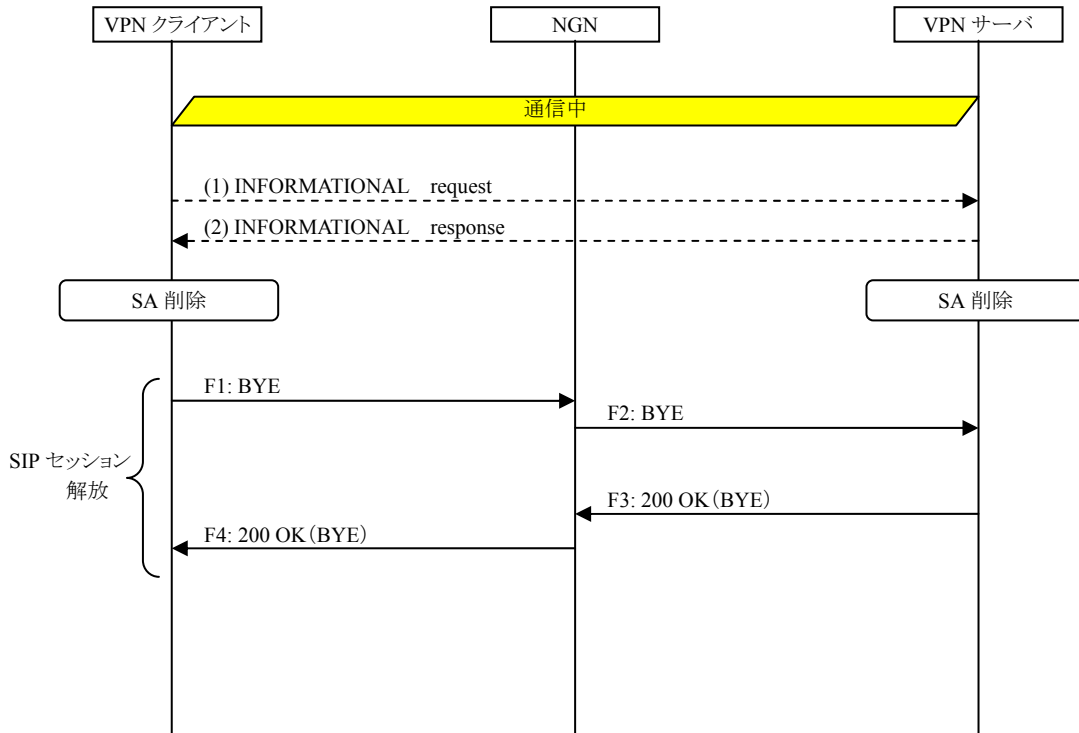 VPN クライアント
NGN
VPN サーバ
通信中
(1) INFORMATIONAL　request
(2) INFORMATIONAL　response
SA 削除
SA 削除
F1: BYE
F2: BYE
SIP セッション
解放
F3: 200 OK（BYE）
F4: 200 OK（BYE）